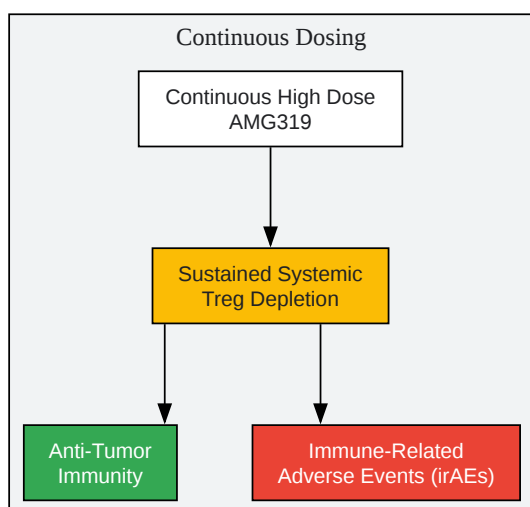 Continuous Dosing
Continuous High Dose
AMG319
Sustained Systemic
Treg Depletion
Anti-Tumor
Immunity
Immune-Related
Adverse Events (irAEs)